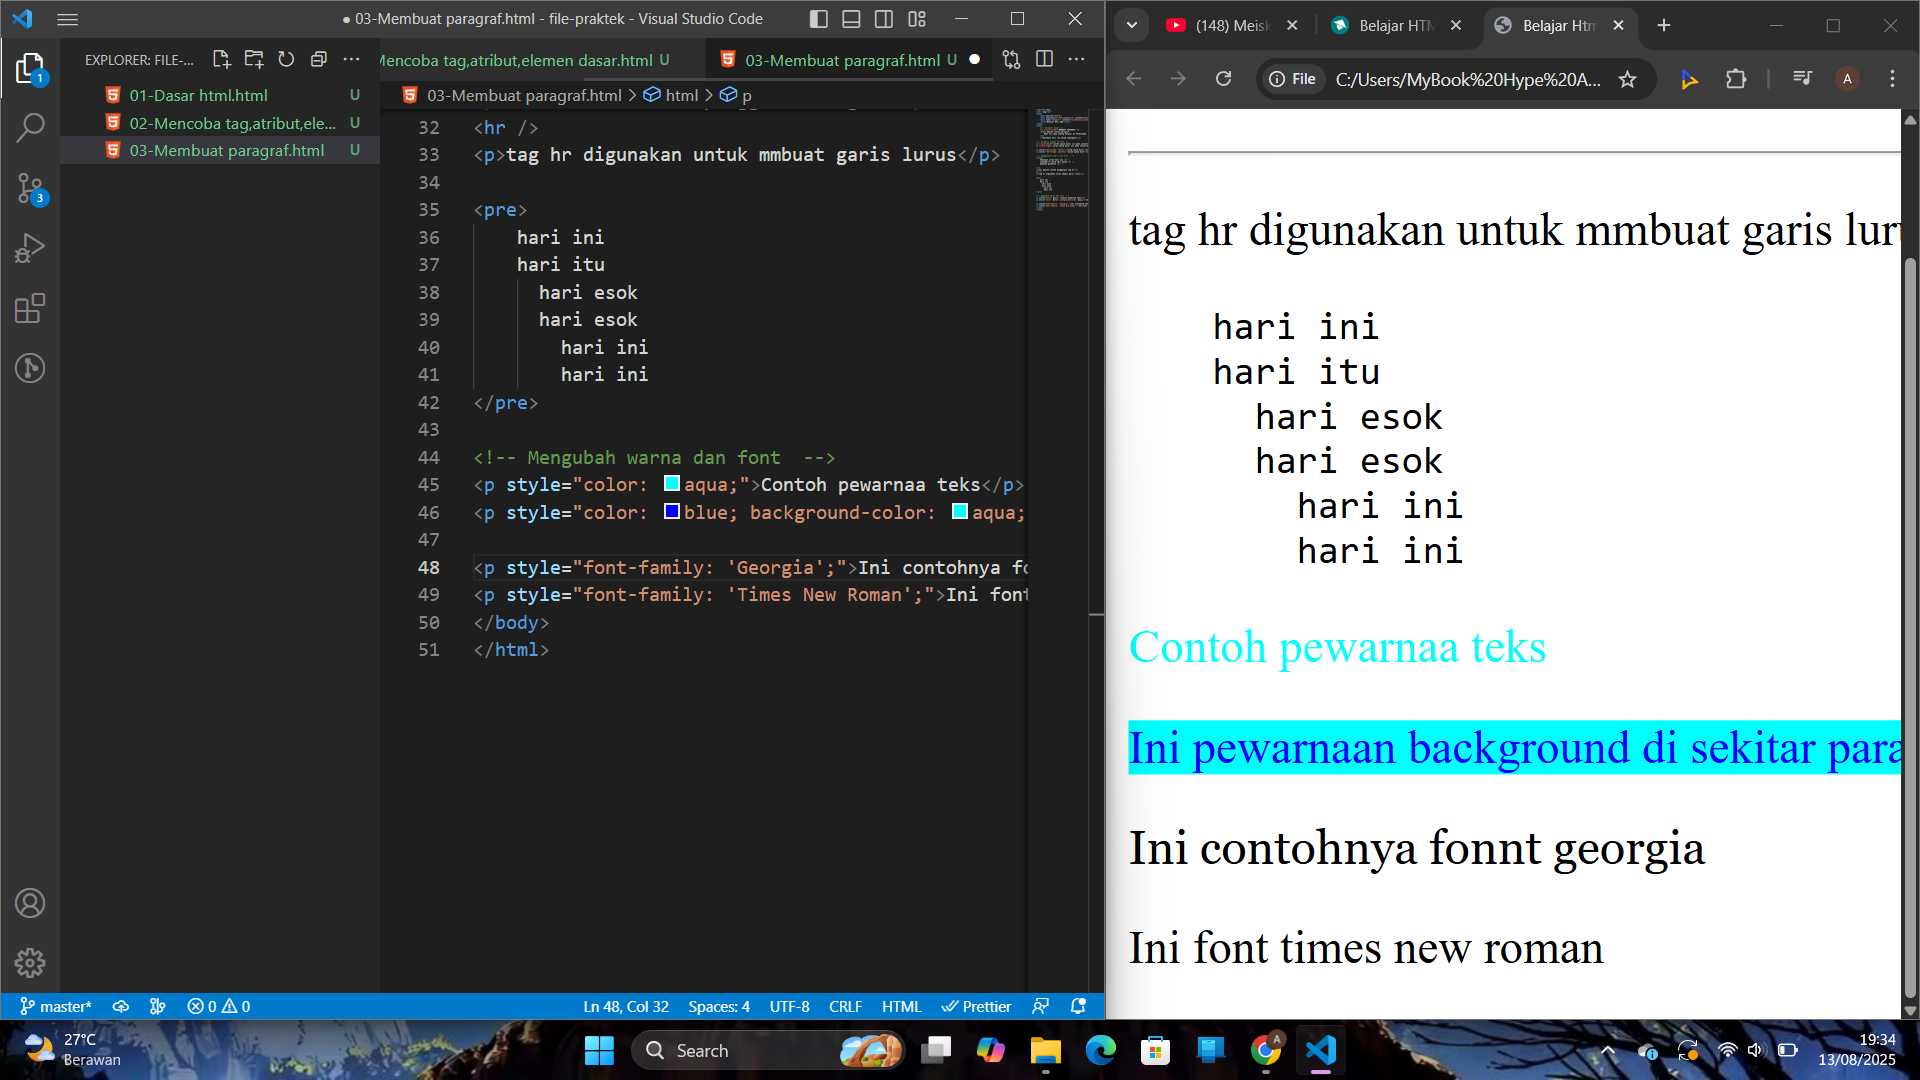 ● 03-Membuat paragraf.html - file-praktek - Visual Studio Code
EXPLORER: FILE-...
01-Dasar html.html U
02-Mencoba tag,atribut,ele... U
03-Membuat paragraf.html U
1
3
Mencoba tag,atribut,elemen dasar.html U
03-Membuat paragraf.html U
03-Membuat paragraf.html > html > p
32 <hr />
33 <p>tag hr digunakan untuk mmbuat garis lurus</p>
34
35 <pre>
36     hari ini
37     hari itu
38       hari esok
39       hari esok
40         hari ini
41         hari ini
42 </pre>
43
44 <!-- Mengubah warna dan font  -->
45 <p style="color: aqua;">Contoh pewarnaa teks</p>
46 <p style="color: blue; background-color: aqua;
47
48 <p style="font-family: 'Georgia';">Ini contohnya fo
49 <p style="font-family: 'Times New Roman';">Ini font
50 </body>
51 </html>
master* 0 0 Ln 48, Col 32 Spaces: 4 UTF-8 CRLF HTML Prettier
(148) Meisk
Belajar HTM
Belajar Htm
File C:/Users/MyBook%20Hype%20A... A
tag hr digunakan untuk mmbuat garis luru
hari ini
hari itu
hari esok
hari esok
hari ini
hari ini
Contoh pewarnaa teks
Ini pewarnaan background di sekitar para
Ini contohnya fonnt georgia
Ini font times new roman
27°C
Berawan
Search
A
19:34
13/08/2025